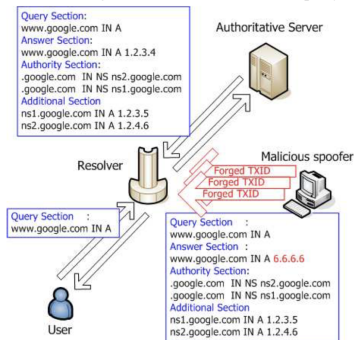 Query Section:
www.google.com IN A
Answer Section:
www.google.com IN A 1.2.3.4
Authority Section:
.google.com IN NS ns2.google.com
.google.com IN NS ns1.google.com
Additional Section
ns1.google.com IN A 1.2.3.5
ns2.google.com IN A 1.2.4.6
Authoritative Server
Resolver
Malicious spoofer
Forged TXID
Forged TXID
Forged TXID
Query Section :
www.google.com IN A
Query Section :
www.google.com IN A
Answer Section :
www.google.com IN A 6.6.6.6
Authority Section:
.google.com IN NS ns2.google.com
.google.com IN NS ns1.google.com
Additional Section
ns1.google.com IN A 1.2.3.5
ns2.google.com IN A 1.2.4.6
User